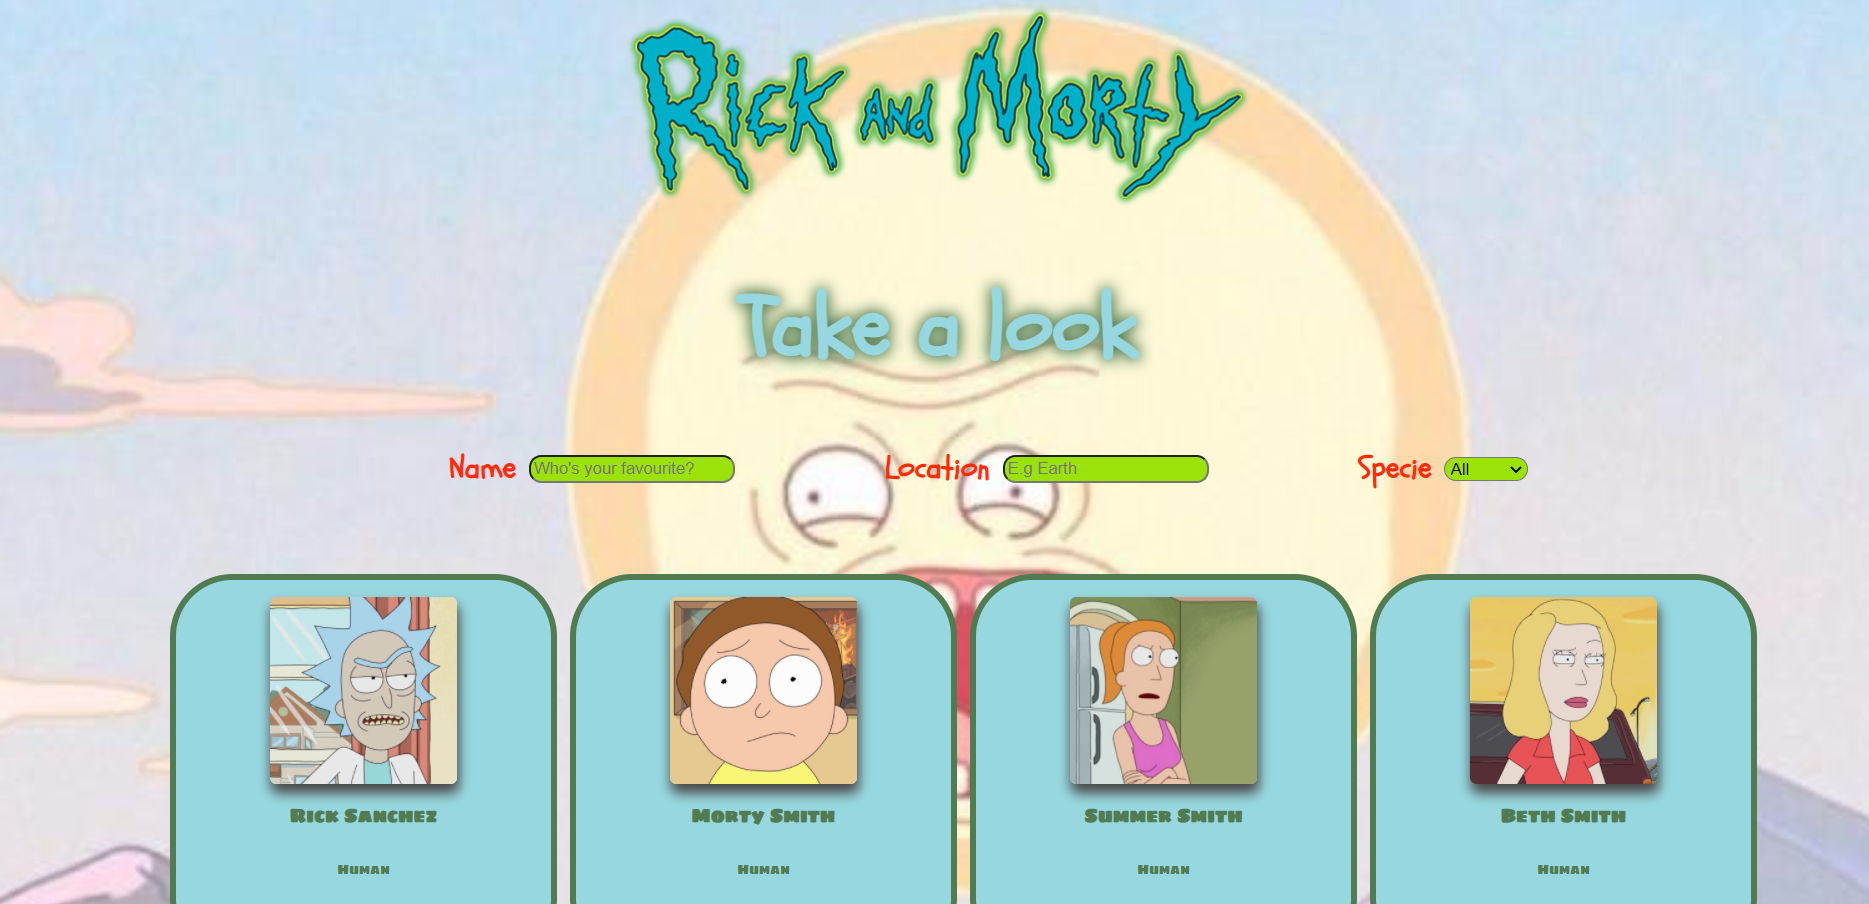 Rick and Morty
Take a look
Name Who's your favourite? Location E.g Earth Specie All
Rick Sanchez Morty Smith Summer Smith Beth Smith
Human Human Human Human